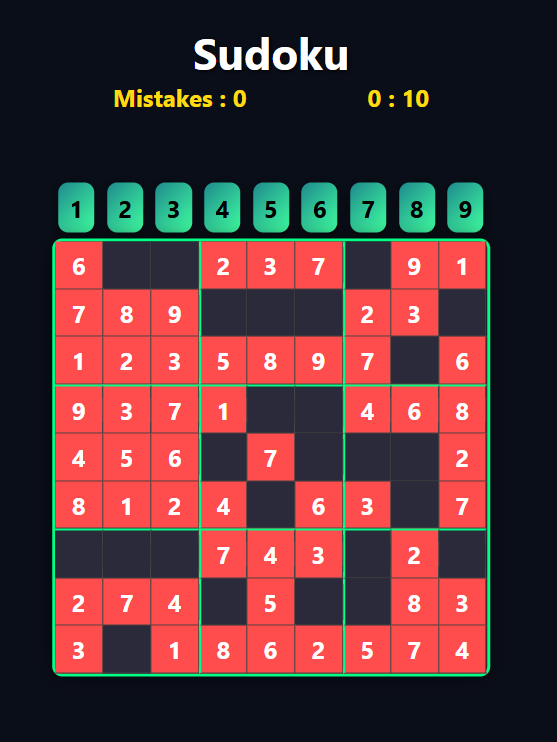 Sudoku
Mistakes : 0 0 : 10
1 2 3 4 5 6 7 8 9
6 2 3 7 9 1
7 8 9 2 3
1 2 3 5 8 9 7 6
9 3 7 1 4 6 8
4 5 6 7 2
8 1 2 4 6 3 7
7 4 3 2
2 7 4 5 8 3
3 1 8 6 2 5 7 4